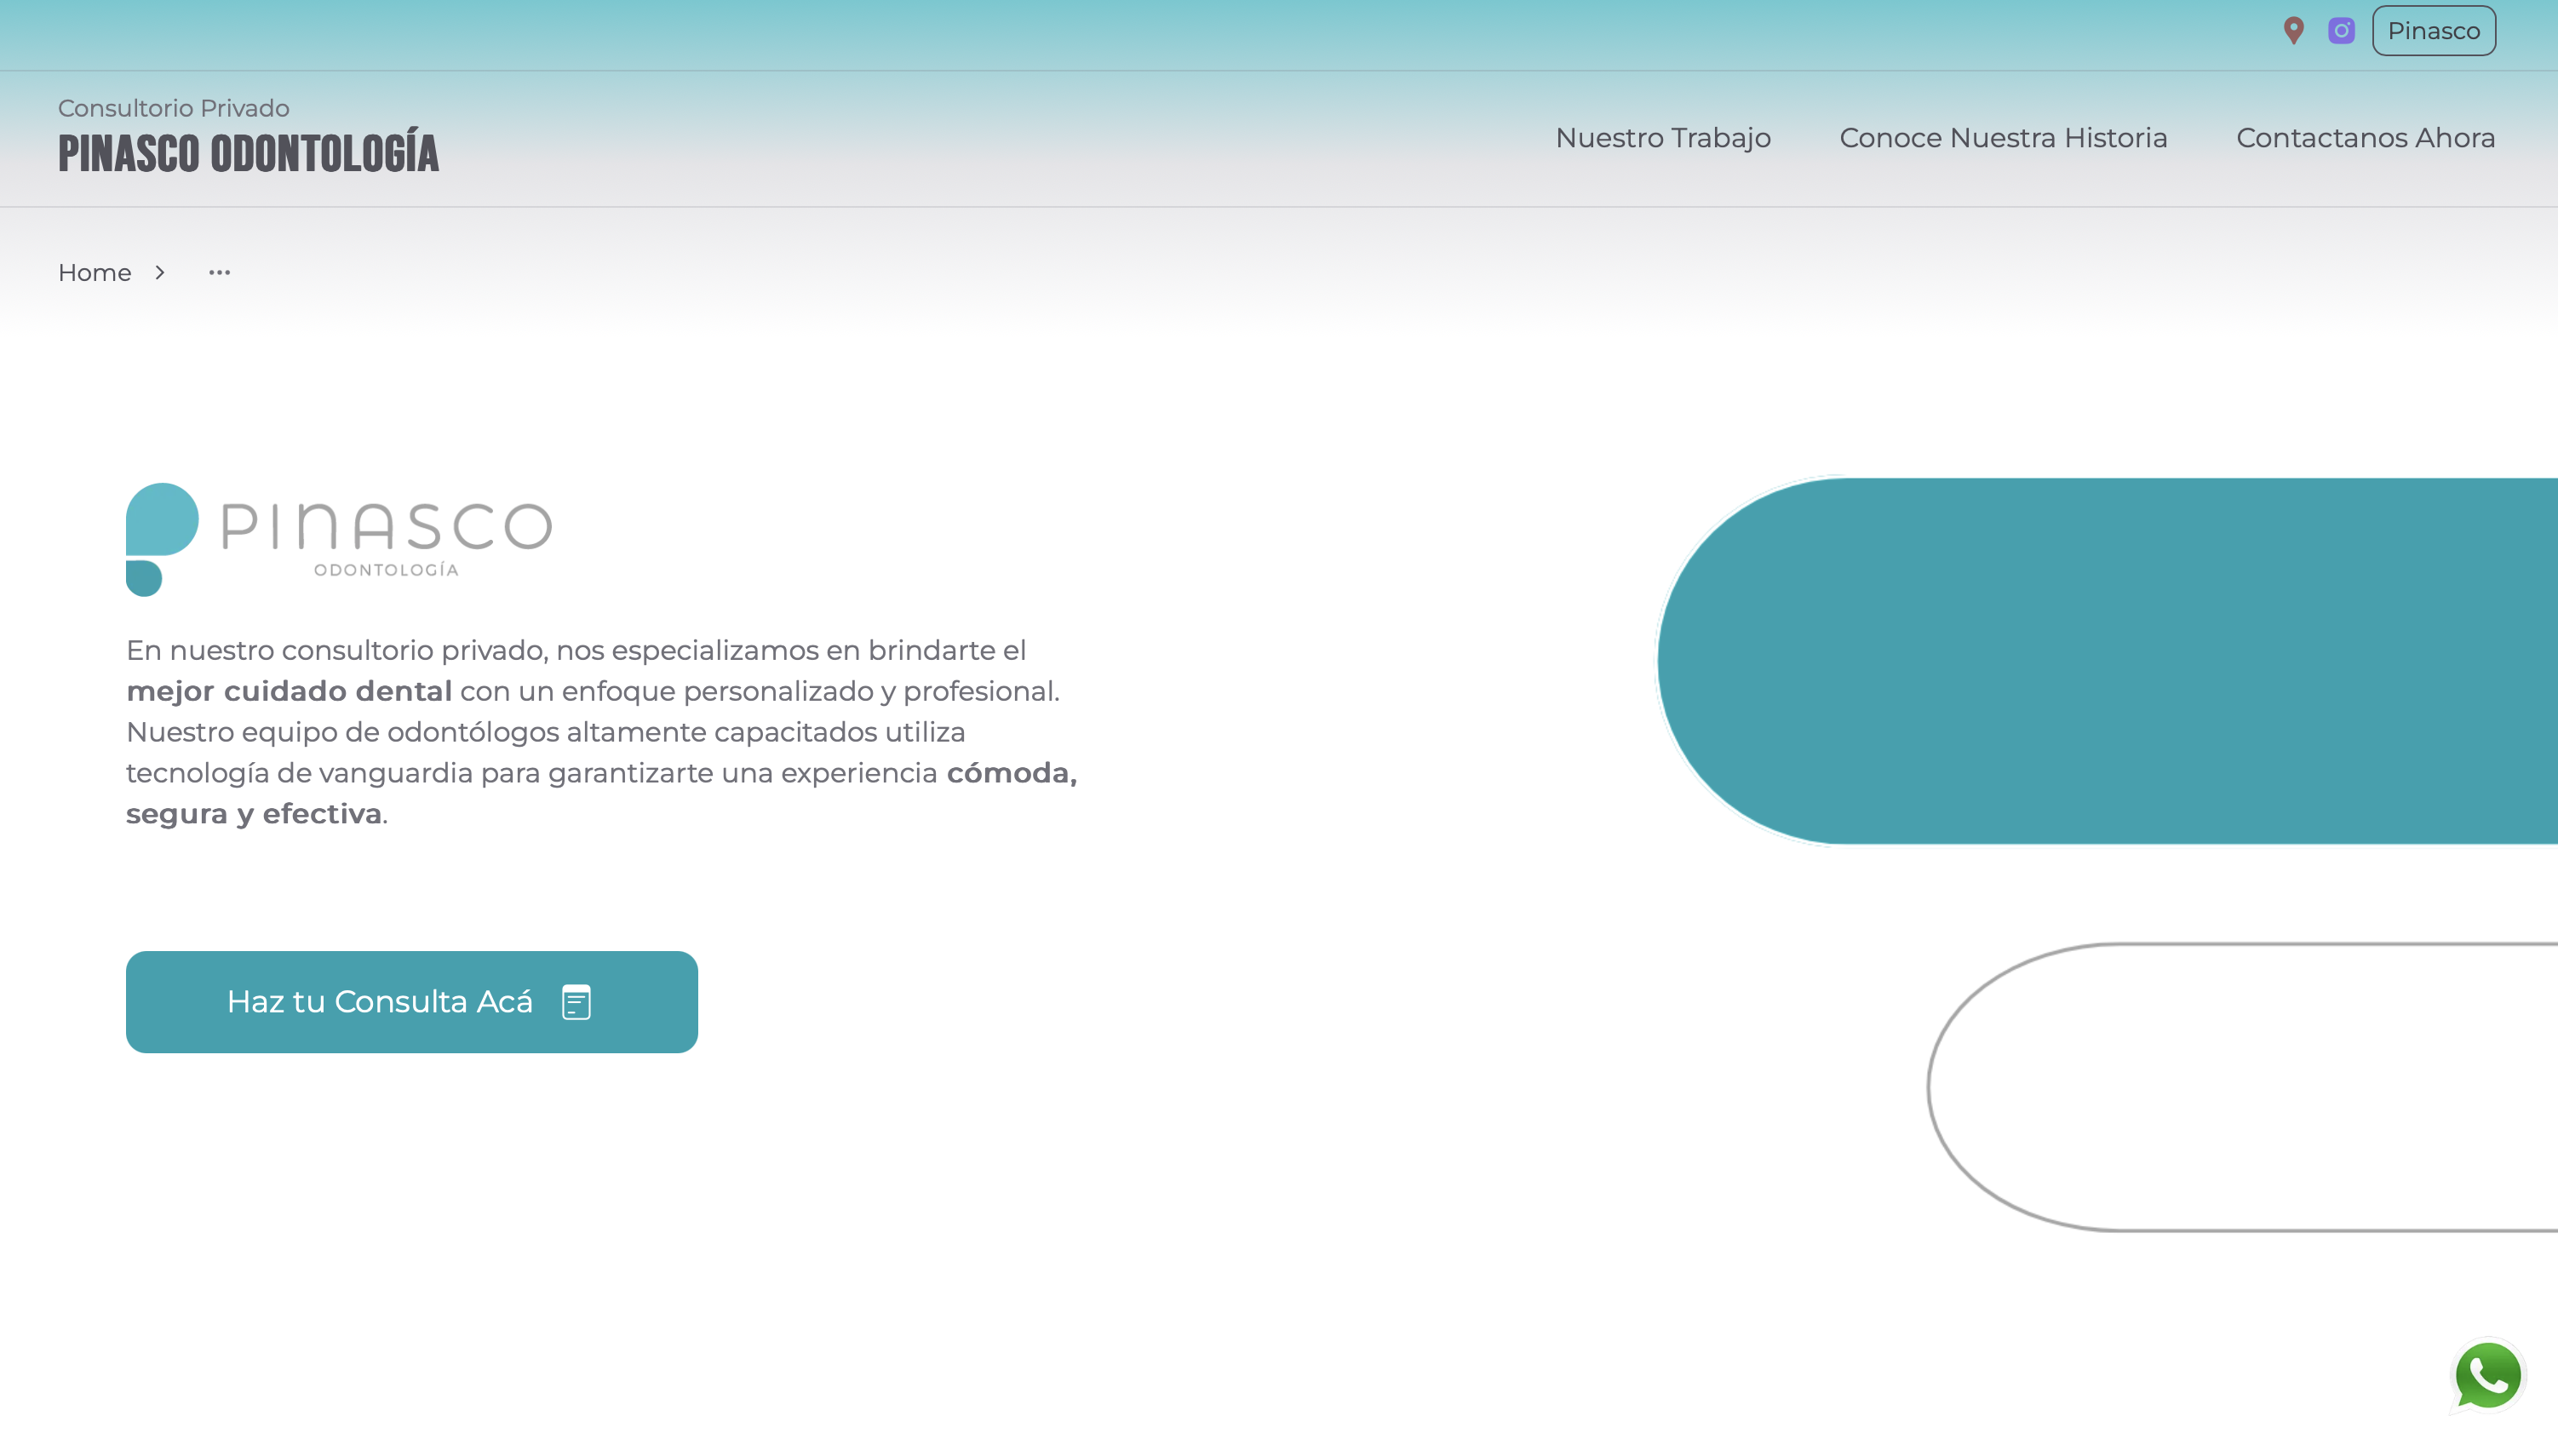 Pinasco
Consultorio Privado
PINASCO ODONTOLOGÍA
Nuestro Trabajo
Conoce Nuestra Historia
Contactanos Ahora
Home
PINASCO
ODONTOLOGÍA
En nuestro consultorio privado, nos especializamos en brindarte el
mejor cuidado dental con un enfoque personalizado y profesional.
Nuestro equipo de odontólogos altamente capacitados utiliza
tecnología de vanguardia para garantizarte una experiencia cómoda,
segura y efectiva.
Haz tu Consulta Acá